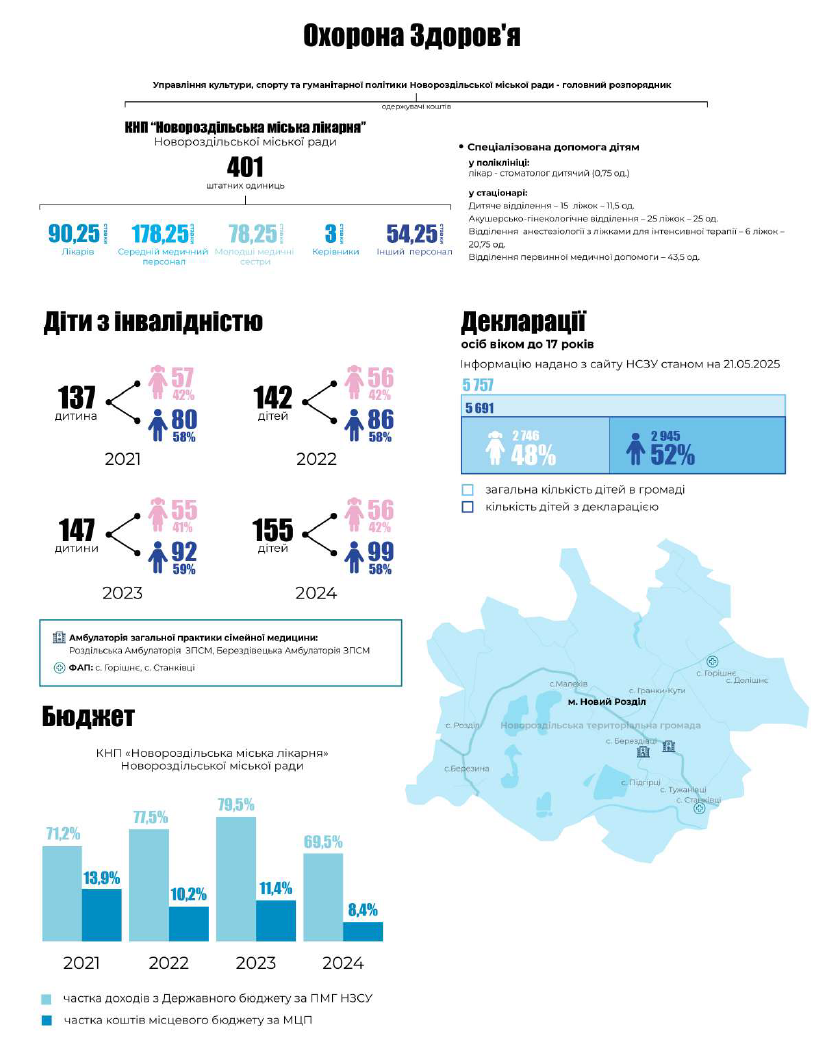 Охорона Здоров'я
Управління культури, спорту та гуманітарної політики Новороздільської міської ради - головний розпорядник
одержувачі коштів
КНП "Новороздільська міська лікарня"
Новороздільської міської ради
401
штатних одиниць
90,25
Лікарів
178,25
Середній медичний
персонал
78,25
Молодші медичні
сестри
3
Керівники
54,25
Інший персонал
• Спеціалізована допомога дітям
у поліклініці:
лікар - стоматолог дитячий (0,75 од.)
у стаціонарі:
Дитяче відділення – 15 ліжок – 11,5 од.
Акушерсько-гінекологічне відділення – 25 ліжок – 25 од.
Відділення анестезіології з ліжками для інтенсивної терапії – 6 ліжок –
20,75 од.
Відділення первинної медичної допомоги – 43,5 од.
Діти з інвалідністю
137
дитина
57
42%
80
58%
2021
142
дітей
56
42%
86
58%
2022
147
дитини
55
41%
92
59%
2023
155
дітей
56
42%
99
58%
2024
Декларації
осіб віком до 17 років
Інформацію надано з сайту НСЗУ станом на 21.05.2025
5 757
5 691
2 746
48%
2 945
52%
загальна кількість дітей в громаді
кількість дітей з декларацією
Амбулаторія загальної практики сімейної медицини:
Роздільська Амбулаторія ЗПСМ, Берездівецька Амбулаторія ЗПСМ
ФАП: с. Горішнє, с. Станківці
с. Горішнє
с. Долішнє
с.Малехів
с. Гранки-Кути
м. Новий Розділ
с. Розділ
Новороздільська територіальна громада
с. Берездівці
с.Березина
с. Підгірці
с. Тужанівці
с. Станківці
Бюджет
КНП «Новороздільська міська лікарня»
Новороздільської міської ради
71,2%
13,9%
77,5%
10,2%
79,5%
11,4%
69,5%
8,4%
2021
2022
2023
2024
частка доходів з Державного бюджету за ПМГ НЗСУ
частка коштів місцевого бюджету за МЦП